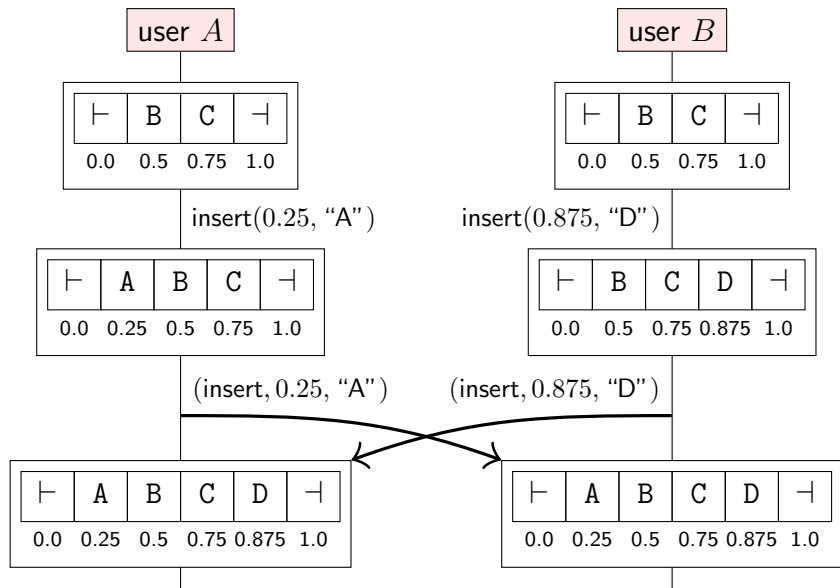 user A user B
⊢ B C ⊣ ⊢ B C ⊣
0.0 0.5 0.75 1.0 0.0 0.5 0.75 1.0
insert(0.25, “A”) insert(0.875, “D”)
⊢ A B C ⊣ ⊢ B C D ⊣
0.0 0.25 0.5 0.75 1.0 0.0 0.5 0.75 0.875 1.0
(insert, 0.25, “A”) (insert, 0.875, “D”)
⊢ A B C D ⊣ ⊢ A B C D ⊣
0.0 0.25 0.5 0.75 0.875 1.0 0.0 0.25 0.5 0.75 0.875 1.0